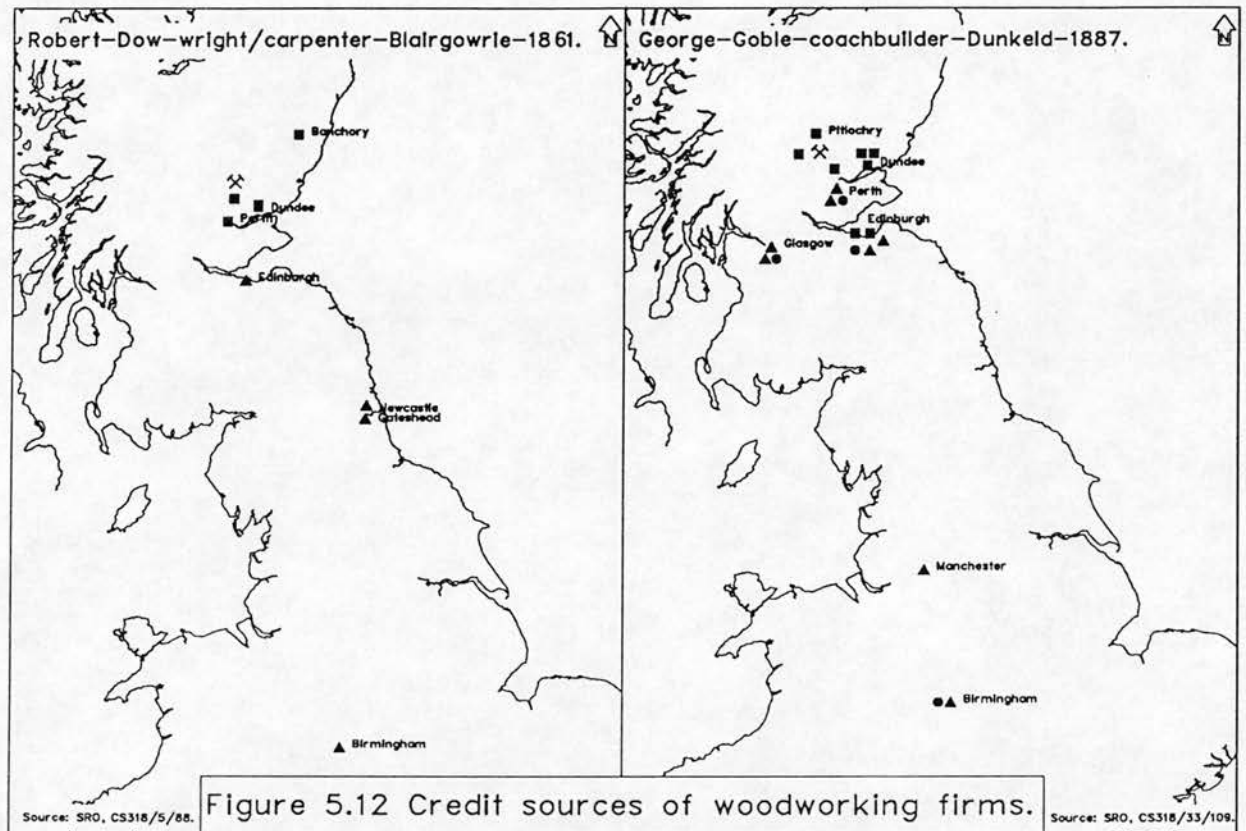 Robert-Dow-wright/carpenter-Blairgowrie-1861.
N
Banchory
Dundee
Perth
Edinburgh
Newcastle
Gateshead
Birmingham
Source: SRO, CS318/5/88.
George-Goble-coachbuilder-Dunkeld-1887.
N
Pitlochry
Dundee
Perth
Edinburgh
Glasgow
Manchester
Birmingham
Source: SRO, CS318/33/109.
Figure 5.12 Credit sources of woodworking firms.